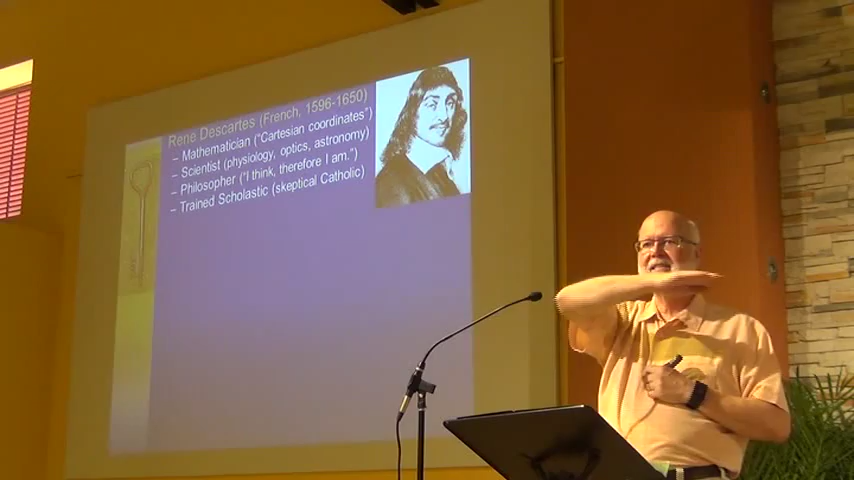 Rene Descartes (French, 1596-1650)
– Mathematician ("Cartesian coordinates")
– Scientist (physiology, optics, astronomy)
– Philosopher ("I think, therefore I am.")
– Trained Scholastic (skeptical Catholic)